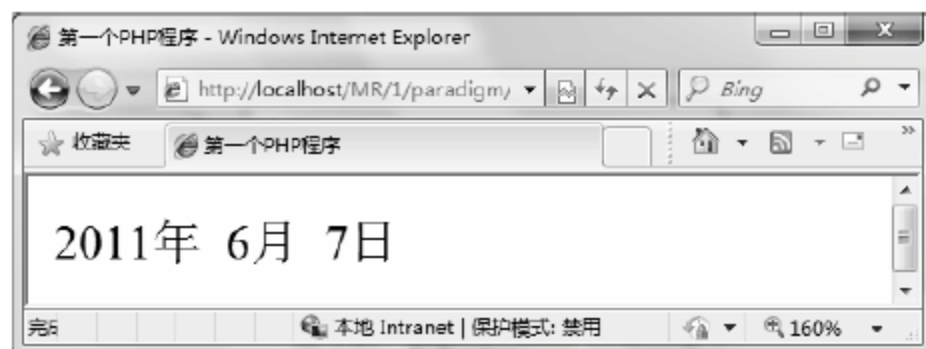 第一个PHP程序 - Windows Internet Explorer
http://localhost/MR/1/paradigm/
Bing
收藏夹
第一个PHP程序
2011年 6月 7日
本地 Intranet | 保护模式: 禁用
160%